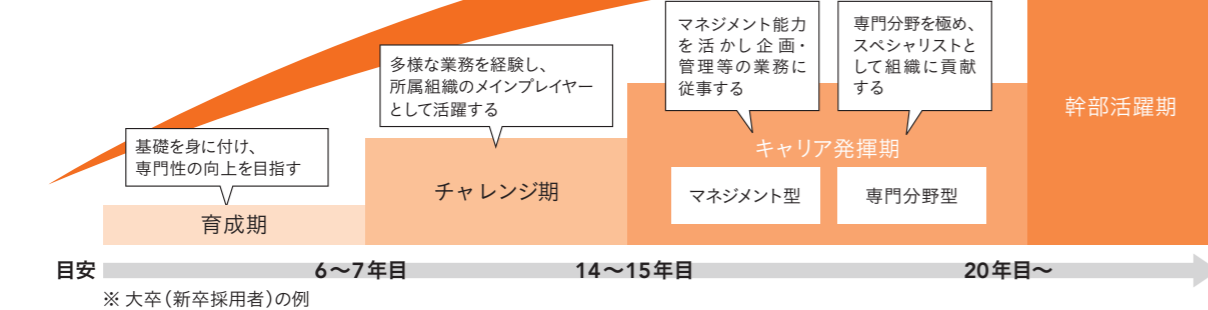 マネジメント能力
を活かし企画・
管理等の業務に
従事する
専門分野を極め、
スペシャリストと
して組織に貢献
する
多様な業務を経験し、
所属組織のメインプレイヤー
として活躍する
基礎を身に付け、
専門性の向上を目指す
幹部活躍期
キャリア発揮期
マネジメント型
専門分野型
チャレンジ期
育成期
目安
6〜7年目
14〜15年目
20年目〜
※ 大卒(新卒採用者)の例